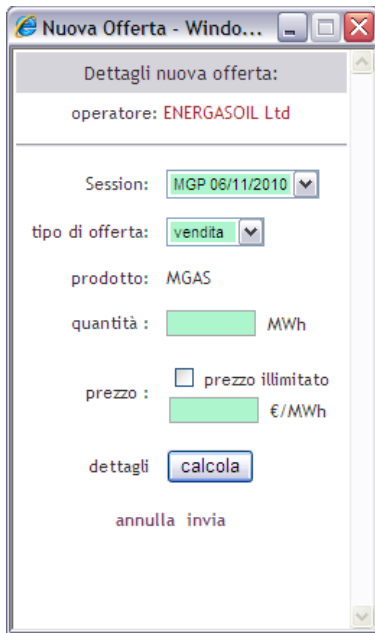 Nuova Offerta - Windo...
Dettagli nuova offerta:
operatore: ENERGASOIL Ltd
Session: MGP 06/11/2010
tipo di offerta: vendita
prodotto: MGAS
quantità : MWh
prezzo illimitato
prezzo :
€/MWh
dettagli calcola
annulla invia